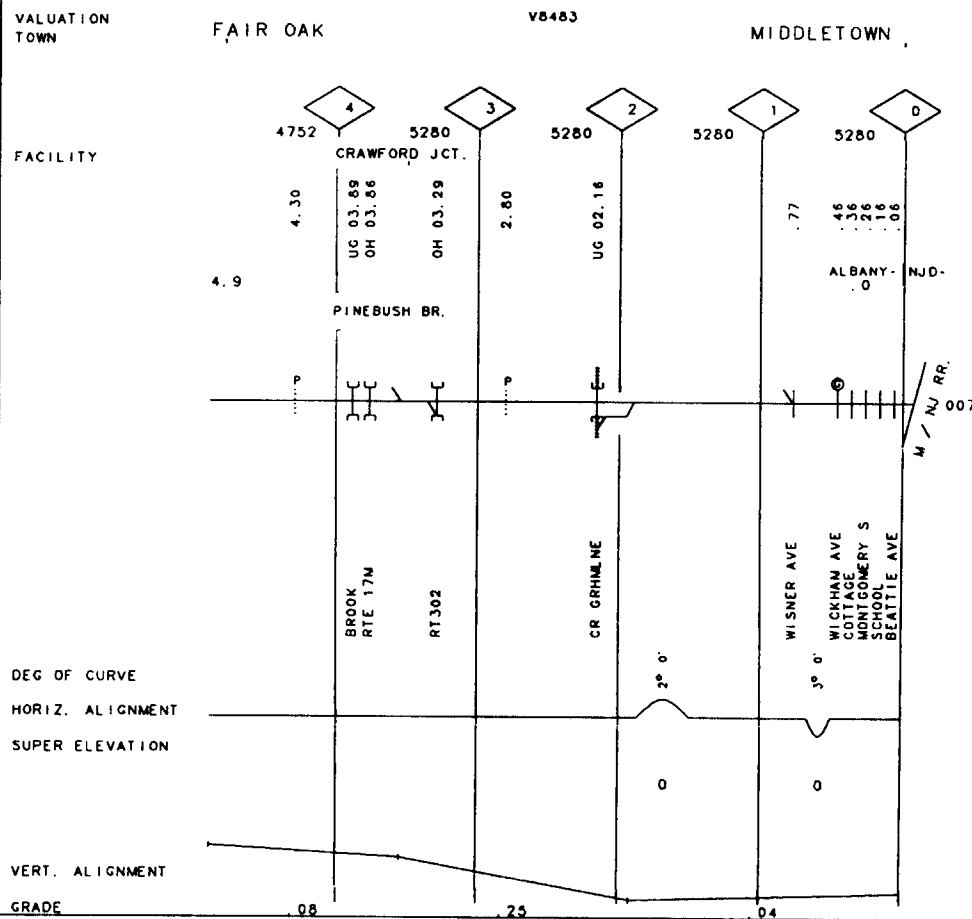 VALUATION
TOWN
FAIR OAK
V8483
MIDDLETOWN
4
3
2
1
0
4752
5280
5280
5280
5280
FACILITY
CRAWFORD JCT.
4.30
UG 03.89
OH 03.86
OH 03.29
2.80
UG 02.16
.77
.46
.36
.26
.16
.06
4.9
ALBANY- NJD-
.0
PINEBUSH BR.
P
P
G
M / NJ RR.
007
BROOK
RTE 17M
RT302
CR GRHMLNE
WISNER AVE
WICKHAM AVE
COTTAGE
MONTGOMERY S
SCHOOL
BEATTIE AVE
DEG OF CURVE
2° 0'
3° 0'
HORIZ. ALIGNMENT
SUPER ELEVATION
0
0
VERT. ALIGNMENT
GRADE
.08
.25
.04